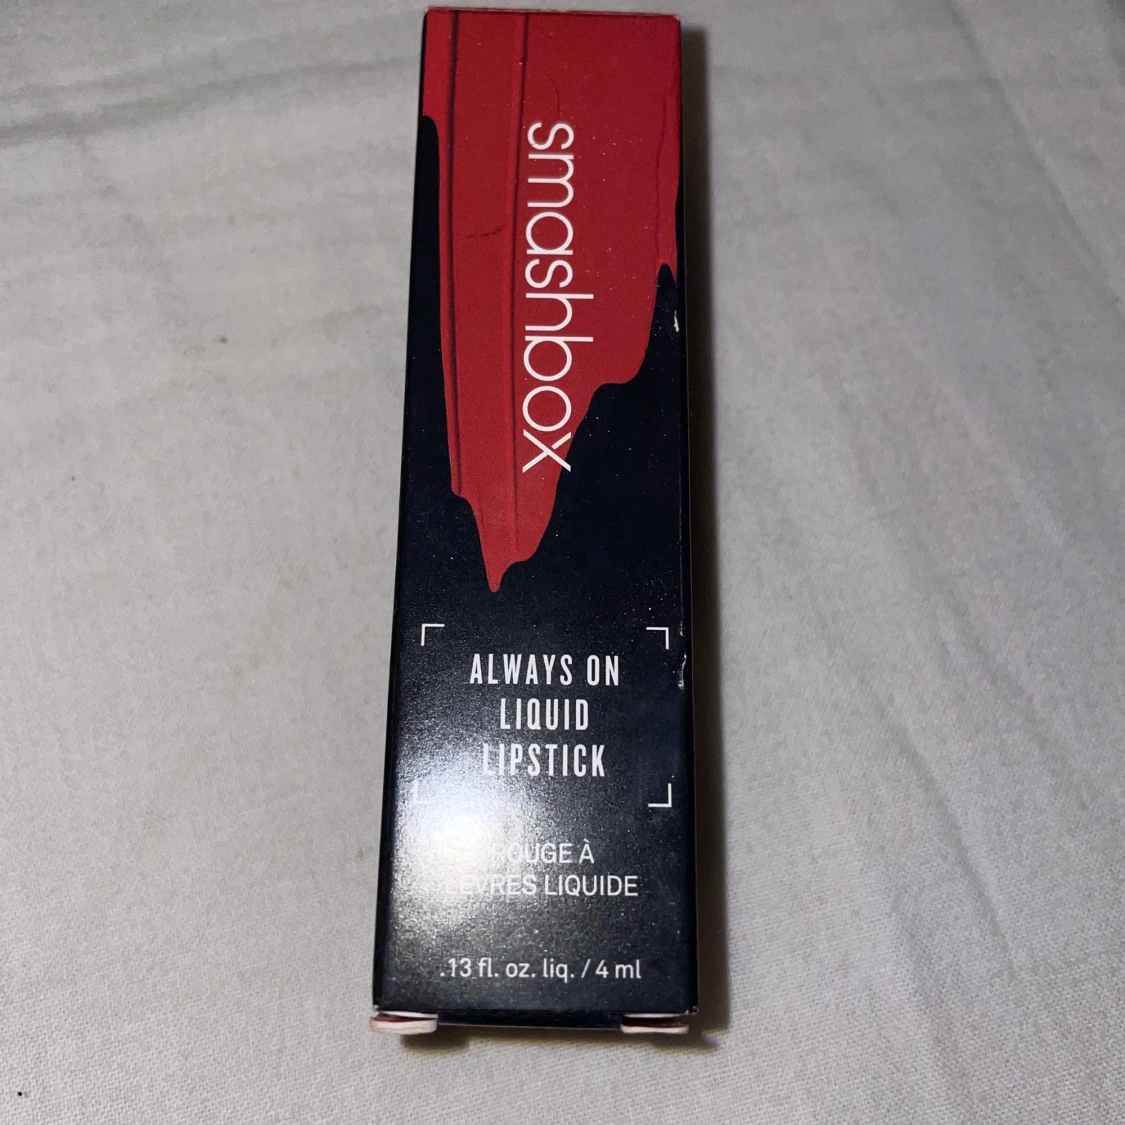 smashbox
ALWAYS ON
LIQUID
LIPSTICK
ROUGE À
LÈVRES LIQUIDE
.13 fl. oz. liq. / 4 ml